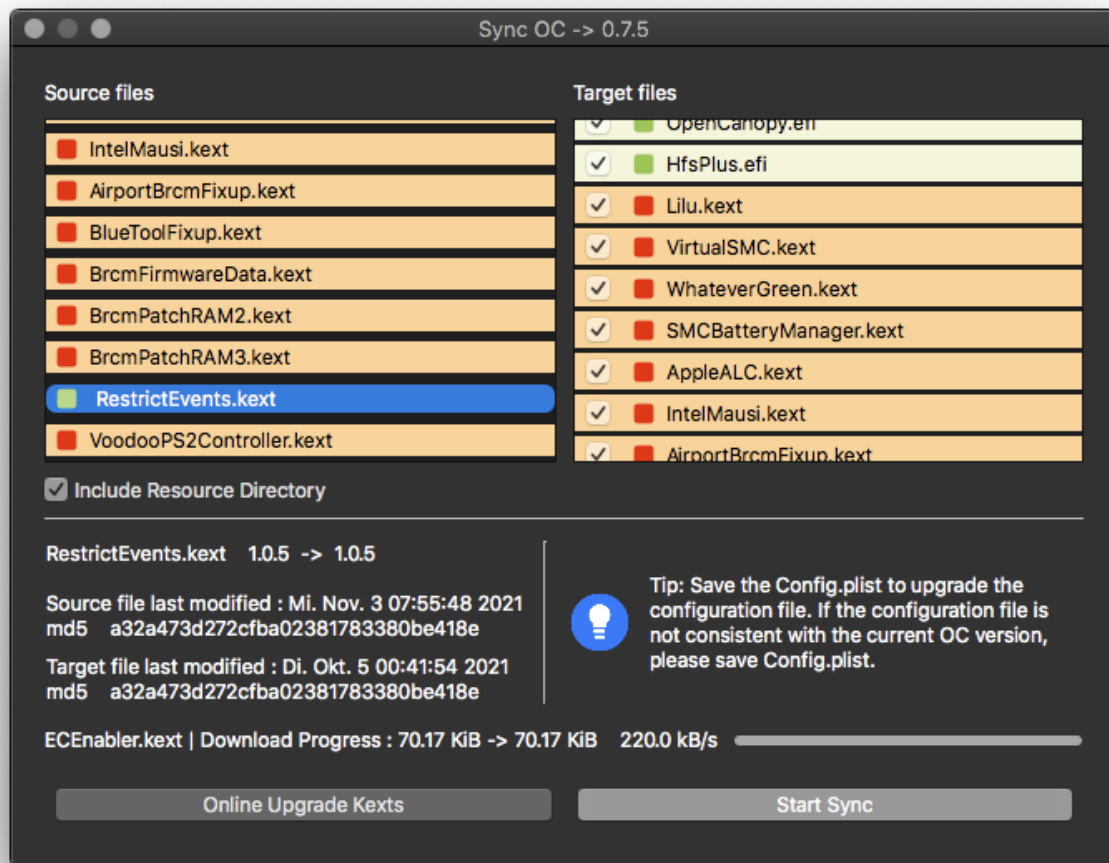 Sync OC -> 0.7.5
Source files
IntelMausi.kext
AirportBrcmFixup.kext
BlueToolFixup.kext
BrcmFirmwareData.kext
BrcmPatchRAM2.kext
BrcmPatchRAM3.kext
RestrictEvents.kext
VoodooPS2Controller.kext
Target files
OpenCanopy.efi
HfsPlus.efi
Lilu.kext
VirtualSMC.kext
WhateverGreen.kext
SMCBatteryManager.kext
AppleALC.kext
IntelMausi.kext
AirportBrcmFixup.kext
Include Resource Directory
RestrictEvents.kext 1.0.5 -> 1.0.5
Source file last modified : Mi. Nov. 3 07:55:48 2021
md5 a32a473d272cfba02381783380be418e
Target file last modified : Di. Okt. 5 00:41:54 2021
md5 a32a473d272cfba02381783380be418e
Tip: Save the Config.plist to upgrade the
configuration file. If the configuration file is
not consistent with the current OC version,
please save Config.plist.
ECEnabler.kext | Download Progress : 70.17 KiB -> 70.17 KiB 220.0 kB/s
Online Upgrade Kexts
Start Sync